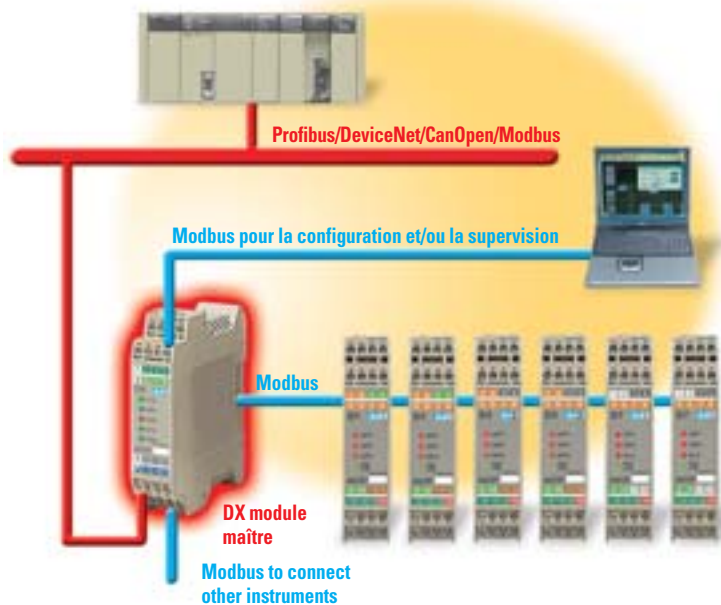 Profibus/DeviceNet/CanOpen/Modbus
Modbus pour la configuration et/ou la supervision
Modbus
DX module
maître
Modbus to connect
other instruments